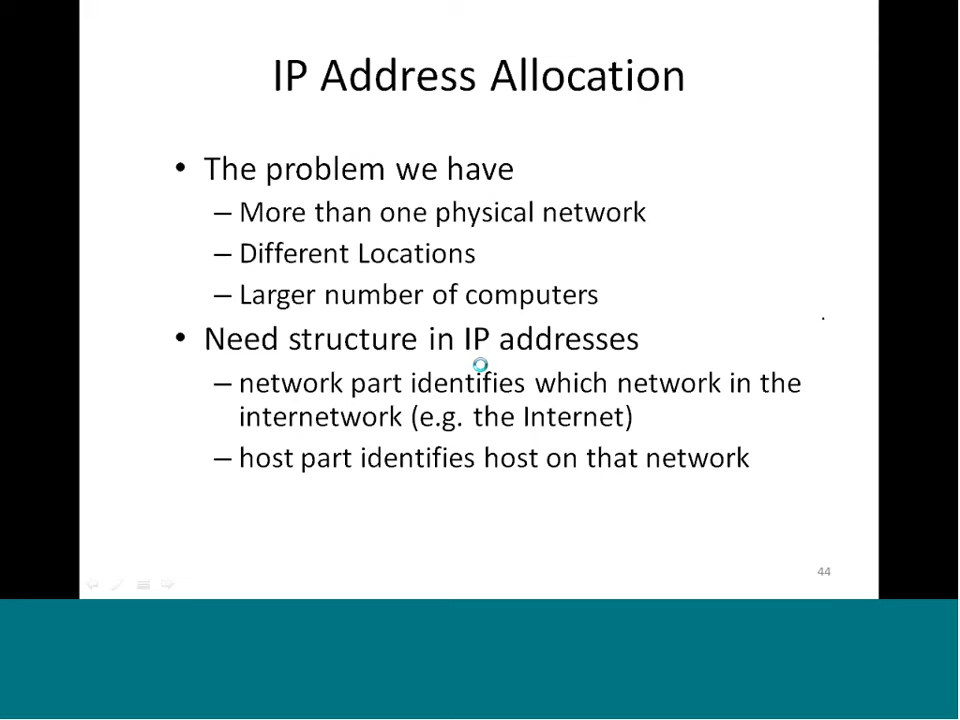 IP Address Allocation
• The problem we have
– More than one physical network
– Different Locations
– Larger number of computers
• Need structure in IP addresses
– network part identifies which network in the
internetwork (e.g. the Internet)
– host part identifies host on that network
44